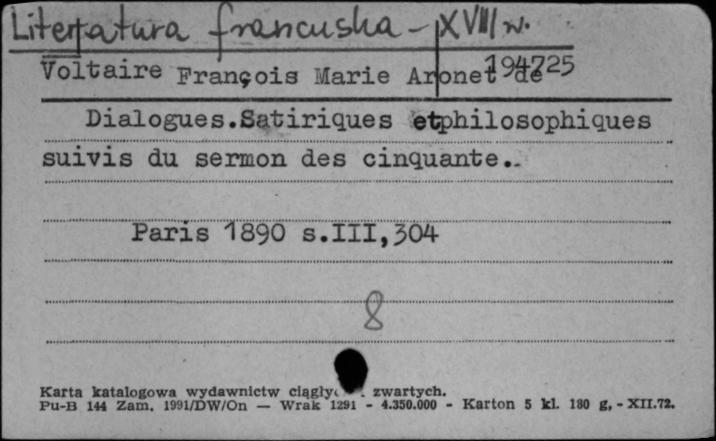 Literatura francuska - XVIII w.
Voltaire François Marie Aronet de
194725
Dialogues.Satiriques et philosophiques
suivis du sermon des cinquante..
Paris 1890 s.III,304
8
Karta katalogowa wydawnictw zwartych.
Pu-B 144 Zam. 1991/DW/On — Wrak 1291 - 4.350.000 - Karton 5 kl. 180 g, - XII.72.